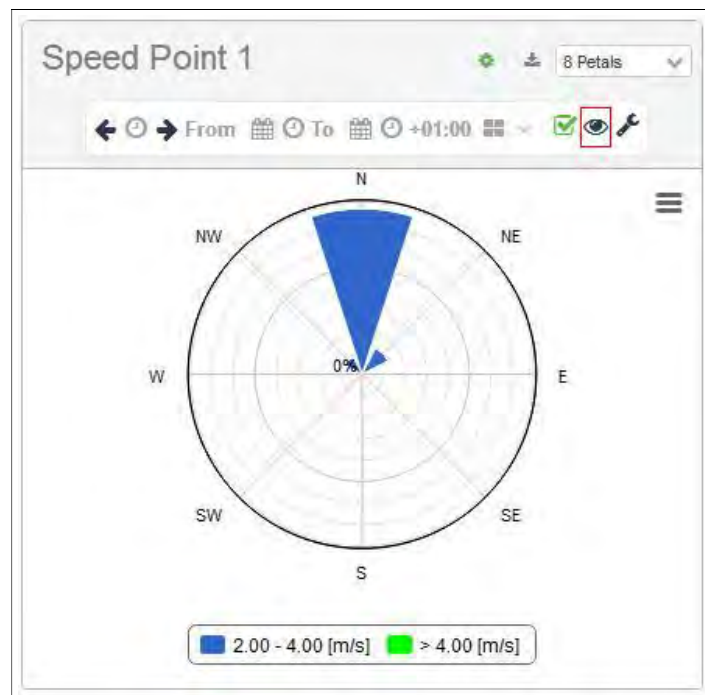 Speed Point 1
8 Petals
From To +01:00
N
NW NE
0%
W E
SW SE
S
2.00 - 4.00 [m/s] > 4.00 [m/s]